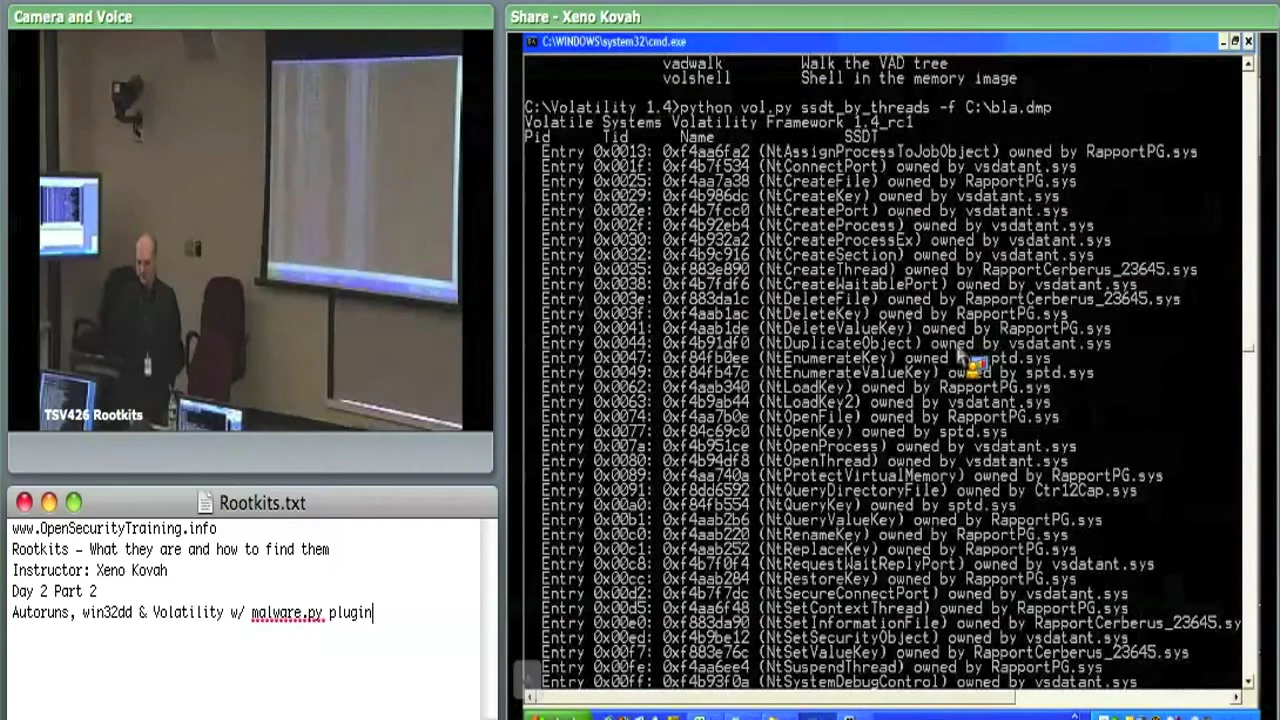 Camera and Voice
TSV426 Rootkits
Rootkits.txt
www.OpenSecurityTraining.info
Rootkits - What they are and how to find them
Instructor: Xeno Kovah
Day 2 Part 2
Autoruns, win32dd & Volatility w/ malware.py plugin
Share - Xeno Kovah
C:\WINDOWS\system32\cmd.exe
vadwalk Walk the VAD tree
volshell Shell in the memory image
C:\Volatility 1.4>python vol.py ssdt_by_threads -f C:\bla.dmp
Volatile Systems Volatility Framework 1.4_rc1
Pid Tid Name SSDT
Entry 0x0013: 0xf4aa6fa2 (NtAssignProcessToJobObject) owned by RapportPG.sys
Entry 0x001f: 0xf4b7f534 (NtConnectPort) owned by vsdatant.sys
Entry 0x0025: 0xf4aa7a38 (NtCreateFile) owned by RapportPG.sys
Entry 0x0029: 0xf4b986dc (NtCreateKey) owned by vsdatant.sys
Entry 0x002e: 0xf4b7fcc0 (NtCreatePort) owned by vsdatant.sys
Entry 0x002f: 0xf4b92eb4 (NtCreateProcess) owned by vsdatant.sys
Entry 0x0030: 0xf4b932a2 (NtCreateProcessEx) owned by vsdatant.sys
Entry 0x0032: 0xf4b9c916 (NtCreateSection) owned by vsdatant.sys
Entry 0x0035: 0xf883e890 (NtCreateThread) owned by RapportCerberus_23645.sys
Entry 0x0038: 0xf4b7fdf6 (NtCreateWaitablePort) owned by vsdatant.sys
Entry 0x003e: 0xf883da1c (NtDeleteFile) owned by RapportCerberus_23645.sys
Entry 0x003f: 0xf4aab1ac (NtDeleteKey) owned by RapportPG.sys
Entry 0x0041: 0xf4aab1de (NtDeleteValueKey) owned by RapportPG.sys
Entry 0x0044: 0xf4b91df0 (NtDuplicateObject) owned by vsdatant.sys
Entry 0x0047: 0xf84fb0ee (NtEnumerateKey) owned ptd.sys
Entry 0x0049: 0xf84fb47c (NtEnumerateValueKey) owned by sptd.sys
Entry 0x0062: 0xf4aab340 (NtLoadKey) owned by RapportPG.sys
Entry 0x0063: 0xf4b9ab44 (NtLoadKey2) owned by vsdatant.sys
Entry 0x0074: 0xf4aa7b0e (NtOpenFile) owned by RapportPG.sys
Entry 0x0077: 0xf84c69c0 (NtOpenKey) owned by sptd.sys
Entry 0x007a: 0xf4b951ce (NtOpenProcess) owned by vsdatant.sys
Entry 0x0080: 0xf4b94df8 (NtOpenThread) owned by vsdatant.sys
Entry 0x0089: 0xf4aa740a (NtProtectVirtualMemory) owned by RapportPG.sys
Entry 0x0091: 0xf8dd6592 (NtQueryDirectoryFile) owned by Ctr12Cap.sys
Entry 0x00a0: 0xf84fb554 (NtQueryKey) owned by sptd.sys
Entry 0x00b1: 0xf4aab2b6 (NtQueryValueKey) owned by RapportPG.sys
Entry 0x00c0: 0xf4aab220 (NtRenameKey) owned by RapportPG.sys
Entry 0x00c1: 0xf4aab252 (NtReplaceKey) owned by RapportPG.sys
Entry 0x00c8: 0xf4b7f0f4 (NtRequestWaitReplyPort) owned by vsdatant.sys
Entry 0x00cc: 0xf4aab284 (NtRestoreKey) owned by RapportPG.sys
Entry 0x00d2: 0xf4b7f7dc (NtSecureConnectPort) owned by vsdatant.sys
Entry 0x00d5: 0xf4aa6f48 (NtSetContextThread) owned by RapportPG.sys
Entry 0x00e0: 0xf883da90 (NtSetInformationFile) owned by RapportCerberus_23645.sy
Entry 0x00ed: 0xf4b9be12 (NtSetSecurityObject) owned by vsdatant.sys
Entry 0x00f7: 0xf883e76c (NtSetValueKey) owned by RapportCerberus_23645.sys
Entry 0x00fe: 0xf4aa6ee4 (NtSuspendThread) owned by RapportPG.sys
Entry 0x00ff: 0xf4b93f0a (NtSystemDebugControl) owned by vsdatant.sys